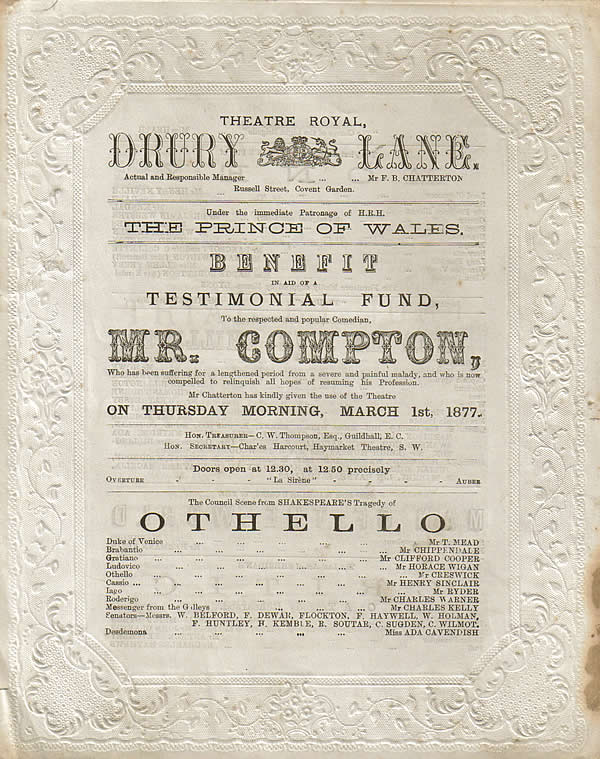 THEATRE ROYAL,
DRURY LANE.
Actual and Responsible Manager ... ... Mr F. B. CHATTERTON
Russell Street, Covent Garden.
Under the immediate Patronage of H.R.H.
THE PRINCE OF WALES.
BENEFIT
IN AID OF A
TESTIMONIAL FUND,
To the respected and popular Comedian,
MR. COMPTON,
Who has been suffering for a lengthened period from a severe and painful malady, and who is now
compelled to relinquish all hopes of resuming his Profession.
Mr Chatterton has kindly given the use of the Theatre
ON THURSDAY MORNING, MARCH 1st, 1877.
HON. TREASURER—C. W. Thompson, Esq., Guildhall, E. C.
HON. SECRETARY—Char'es Harcourt, Haymarket Theatre, S. W.
Doors open at 12.30, at 12.50 precisely
OVERTURE - - - "La Sirène" - - - AUBER
The Council Scene from SHAKESPEARE'S Tragedy of
OTHELLO
Duke of Venice ... ... ... ... ... Mr T. MEAD
Brabantio ... ... ... ... ... ... Mr CHIPPENDALE
Gratiano ... ... ... ... ... ... Mr CLIFFORD COOPER
Ludovico ... ... ... ... ... ... Mr HORACE WIGAN
Othello ... ... ... ... ... ... Mr CRESWICK
Cassio ... ... ... ... ... ... Mr HENRY SINCLAIR
Iago ... ... ... ... ... ... Mr RYDER
Roderigo ... ... ... ... ... ... Mr CHARLES WARNER
Messenger from the Galleys ... ... ... ... Mr CHARLES KELLY
Senators—Messrs. W. BELFORD, F. DEWAR, FLOCKTON, F. HAYWELL, W. HOLMAN,
F. HUNTLEY, H. KEMBLE, R. SOUTAR, C. SUGDEN, C. WILMOT.
Desdemona ... ... ... ... ... Miss ADA CAVENDISH